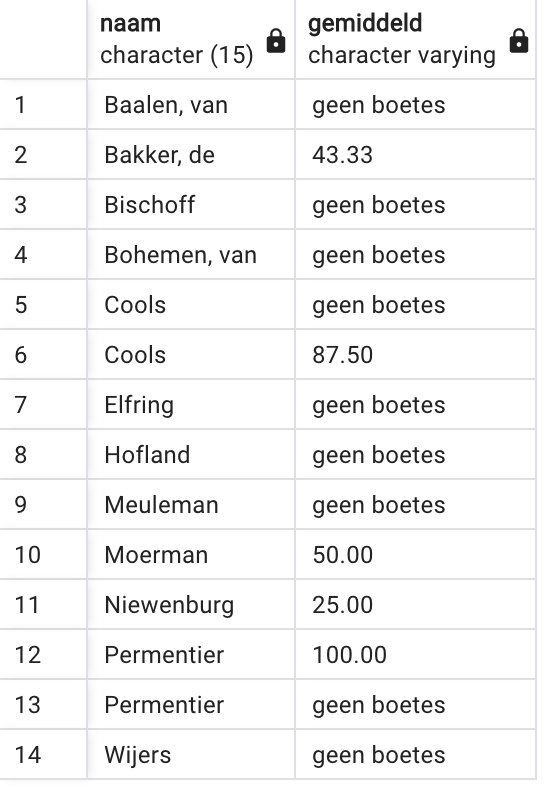 naam gemiddeld
character (15) character varying
1 Baalen, van geen boetes
2 Bakker, de 43.33
3 Bischoff geen boetes
4 Bohemen, van geen boetes
5 Cools geen boetes
6 Cools 87.50
7 Elfring geen boetes
8 Hofland geen boetes
9 Meuleman geen boetes
10 Moerman 50.00
11 Niewenburg 25.00
12 Permentier 100.00
13 Permentier geen boetes
14 Wijers geen boetes